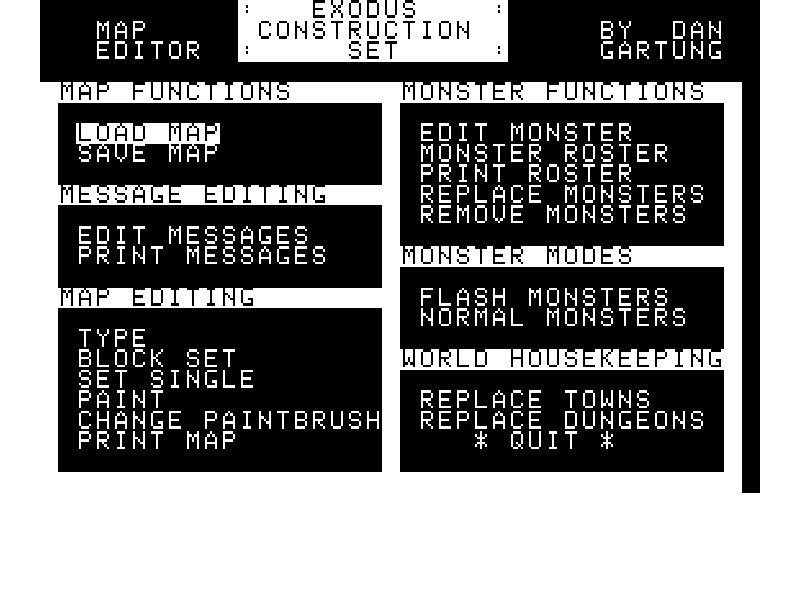 EXODUS
CONSTRUCTION
SET
MAP
EDITOR
BY DAN
GARTUNG
MAP FUNCTIONS
LOAD MAP
SAVE MAP
MESSAGE EDITING
EDIT MESSAGES
PRINT MESSAGES
MAP EDITING
TYPE
BLOCK SET
SET SINGLE
PAINT
CHANGE PAINTBRUSH
PRINT MAP
MONSTER FUNCTIONS
EDIT MONSTER
MONSTER ROSTER
PRINT ROSTER
REPLACE MONSTERS
REMOVE MONSTERS
MONSTER MODES
FLASH MONSTERS
NORMAL MONSTERS
WORLD HOUSEKEEPING
REPLACE TOWNS
REPLACE DUNGEONS
* QUIT *